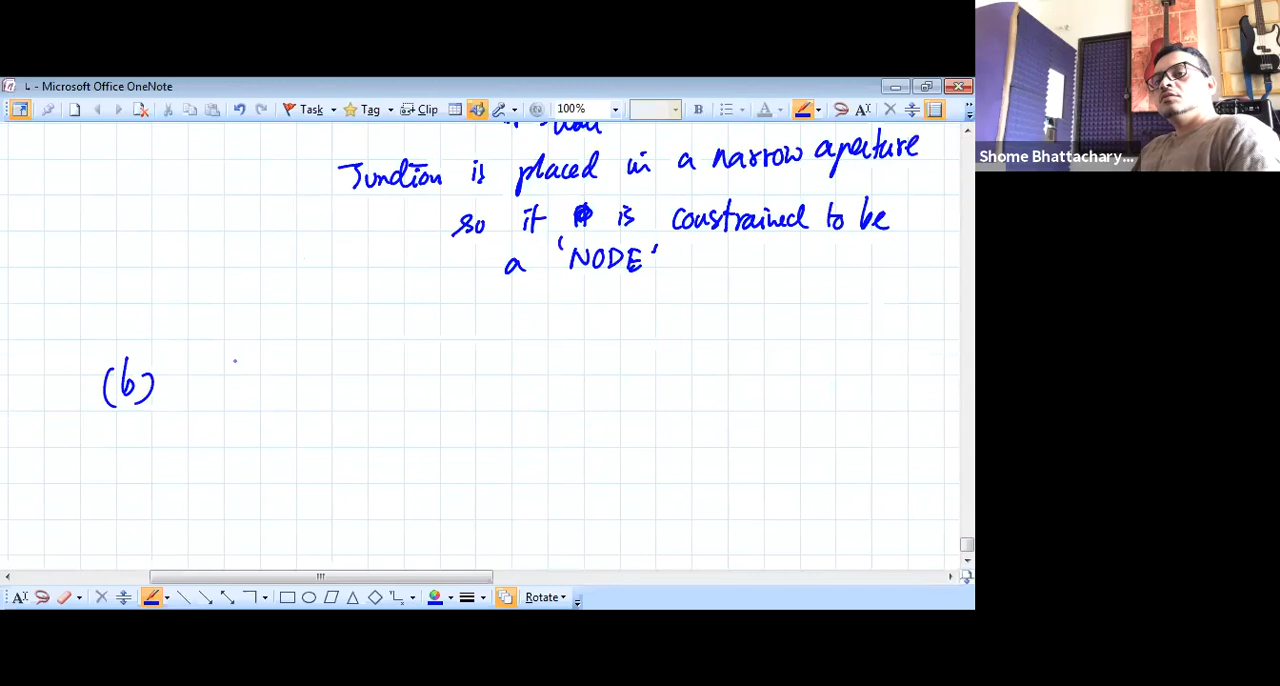 L - Microsoft Office OneNote
Task Tag Clip 100% B A A
Junction is placed in a narrow aperture
so it is constrained to be
a 'NODE'
(b)
Shome Bhattachary...
A Rotate